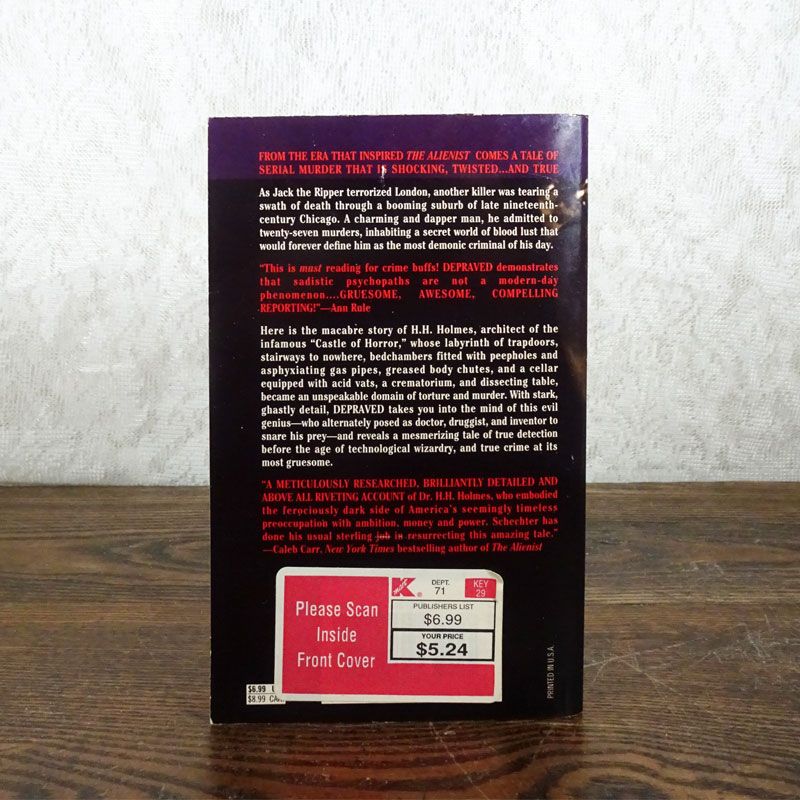 FROM THE ERA THAT INSPIRED THE ALIENIST COMES A TALE OF
SERIAL MURDER THAT IS SHOCKING, TWISTED...AND TRUE
As Jack the Ripper terrorized London, another killer was tearing a
swath of death through a booming suburb of late nineteenth-
century Chicago. A charming and dapper man, he admitted to
twenty-seven murders, inhabiting a secret world of blood lust that
would forever define him as the most demonic criminal of his day.
"This is must reading for crime buffs! DEPRAVED demonstrates
that sadistic psychopaths are not a modern-day
phenomenon....GRUESOME, AWESOME, COMPELLING
REPORTING!"—Ann Rule
Here is the macabre story of H.H. Holmes, architect of the
infamous "Castle of Horror," whose labyrinth of trapdoors,
stairways to nowhere, bedchambers fitted with peepholes and
asphyxiating gas pipes, greased body chutes, and a cellar
equipped with acid vats, a crematorium, and dissecting table,
became an unspeakable domain of torture and murder. With stark,
ghastly detail, DEPRAVED takes you into the mind of this evil
genius—who alternately posed as doctor, druggist, and inventor to
snare his prey—and reveals a mesmerizing tale of true detection
before the age of technological wizardry, and true crime at its
most gruesome.
"A METICULOUSLY RESEARCHED, BRILLIANTLY DETAILED AND
ABOVE ALL RIVETING ACCOUNT of Dr. H.H. Holmes, who embodied
the ferociously dark side of America's seemingly timeless
preoccupation with ambition, money and power. Schechter has
done his usual sterling job in resurrecting this amazing tale."
—Caleb Carr, New York Times bestselling author of The Alienist
Please Scan
Inside
Front Cover
K mart
DEPT.
71
KEY
29
PUBLISHERS LIST
$6.99
YOUR PRICE
$5.24
$6.99 U
$8.99 CAN.
PRINTED IN U.S.A.